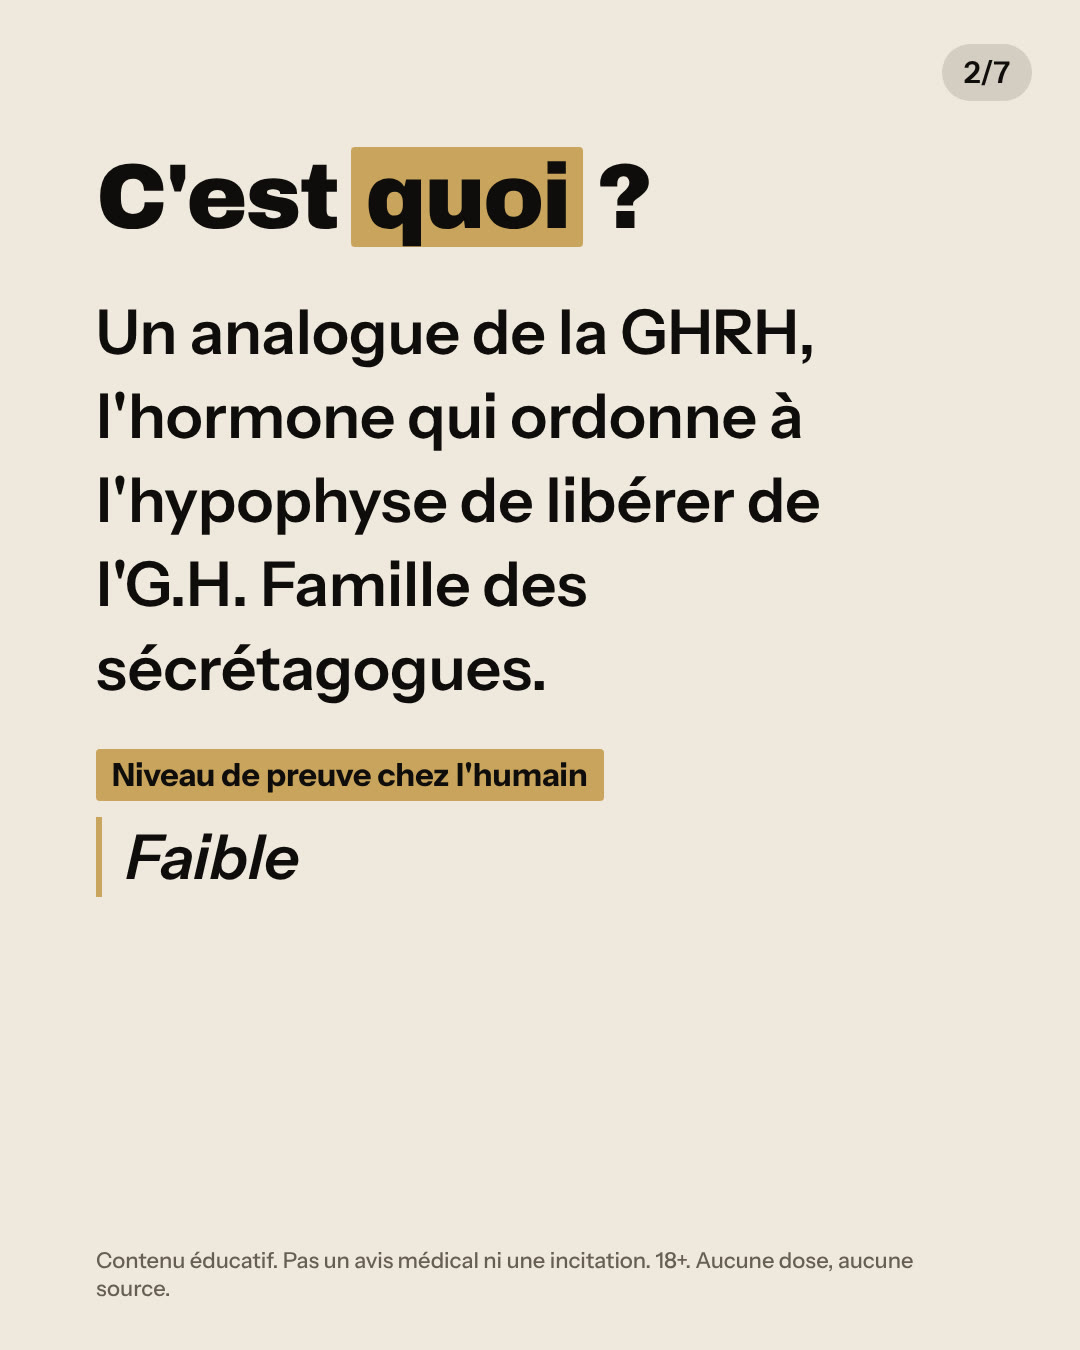 2/7
C'est quoi ?
Un analogue de la GHRH,
l'hormone qui ordonne à
l'hypophyse de libérer de
l'G.H. Famille des
sécrétagogues.
Niveau de preuve chez l'humain
Faible
Contenu éducatif. Pas un avis médical ni une incitation. 18+. Aucune dose, aucune
source.